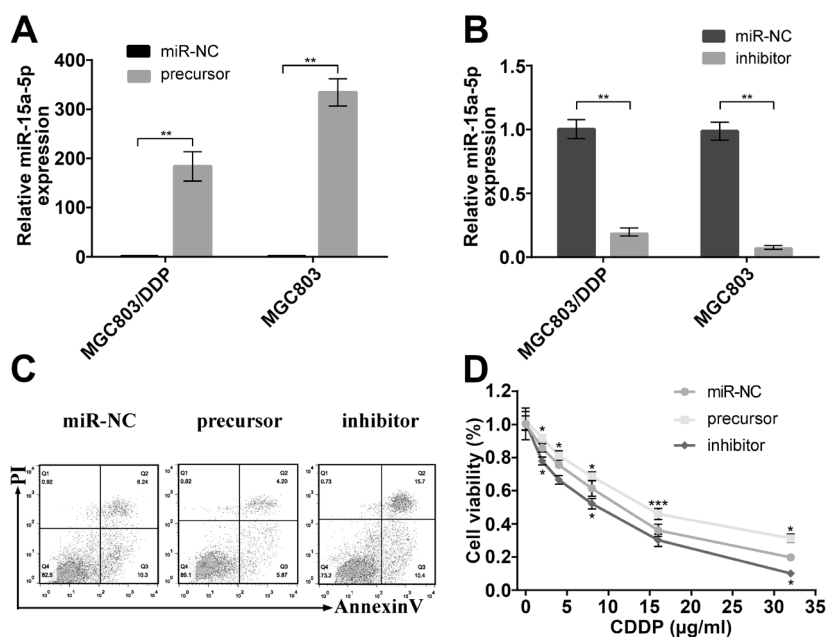 A
miR-NC
precursor
Relative miR-15a-5p
expression
400
300
200
100
0
**
**
MGC803/DDP
MGC803
B
miR-NC
inhibitor
Relative miR-15a-5p
expression
1.5
1.0
0.5
0.0
**
**
MGC803/DDP
MGC803
C
miR-NC
precursor
inhibitor
PI
Q1
0.92
Q2
6.24
Q4
82.5
Q3
10.3
Q1
0.82
Q2
4.20
Q4
89.1
Q3
5.87
Q1
0.73
Q2
15.7
Q4
73.2
Q3
10.4
AnnexinV
D
miR-NC
precursor
inhibitor
Cell viability (%)
1.2
1.0
0.8
0.6
0.4
0.2
0.0
*
*
*
***
*
*
*
*
0 5 10 15 20 25 30 35
CDDP (μg/ml)